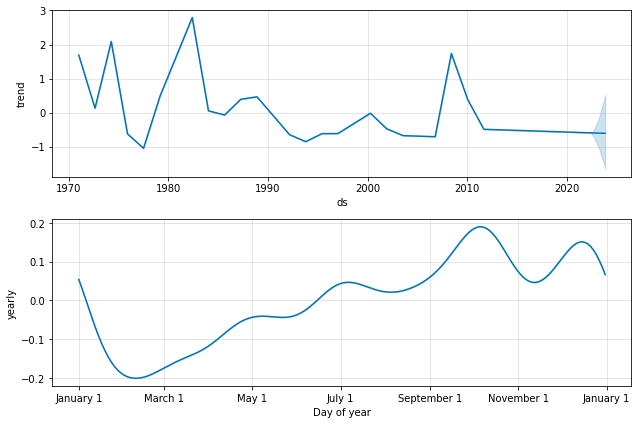 3
2
1
0
−1
trend
1970
1980
1990
2000
2010
2020
ds
0.2
0.1
0.0
−0.1
−0.2
yearly
January 1
March 1
May 1
July 1
September 1
November 1
January 1
Day of year